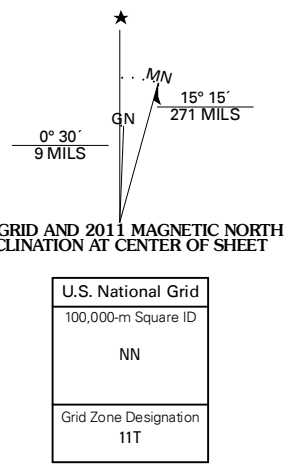 ★
MN
GN
15° 15´
271 MILS
0° 30´
9 MILS
GRID AND 2011 MAGNETIC NORTH
CLINATION AT CENTER OF SHEET
U.S. National Grid
100,000-m Square ID
NN
Grid Zone Designation
11T